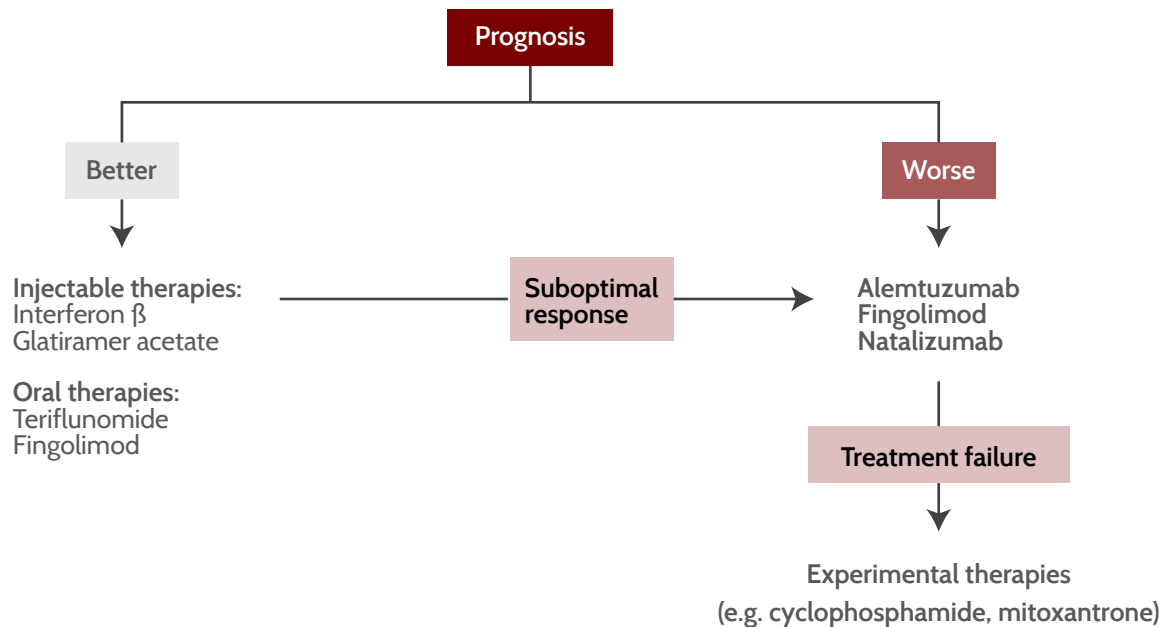 Prognosis
Better
Worse
Injectable therapies:
Interferon ß
Glatiramer acetate
Oral therapies:
Teriflunomide
Fingolimod
Suboptimal
response
Alemtuzumab
Fingolimod
Natalizumab
Treatment failure
Experimental therapies
(e.g. cyclophosphamide, mitoxantrone)